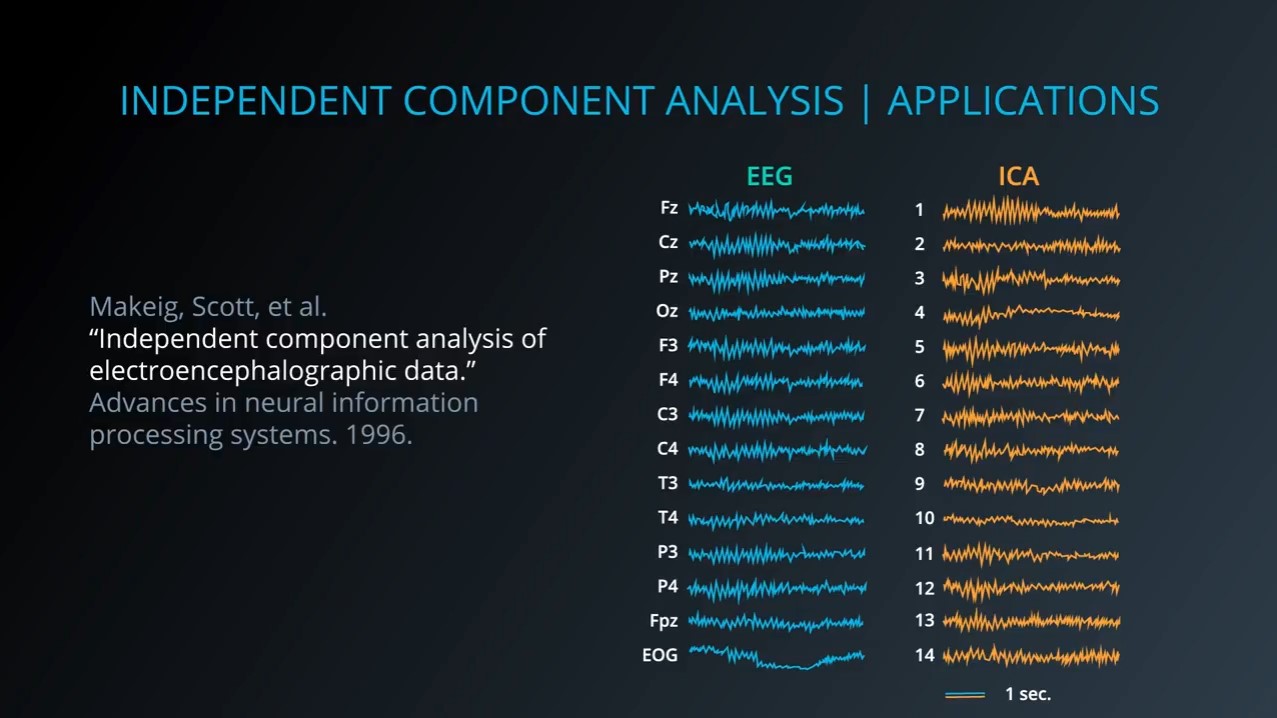 INDEPENDENT COMPONENT ANALYSIS | APPLICATIONS
Makeig, Scott, et al.
“Independent component analysis of
electroencephalographic data.”
Advances in neural information
processing systems. 1996.
EEG
Fz
Cz
Pz
Oz
F3
F4
C3
C4
T3
T4
P3
P4
Fpz
EOG
ICA
1
2
3
4
5
6
7
8
9
10
11
12
13
14
1 sec.